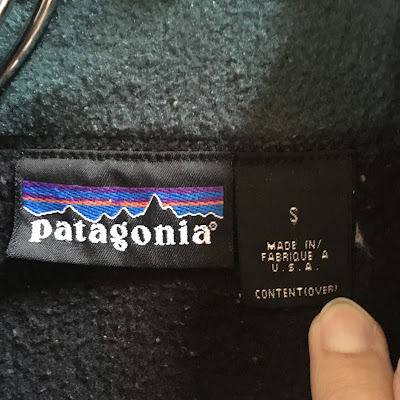 patagonia®
S
MADE IN/
FABRIQUE A
U.S.A.
CONTENT(OVER)